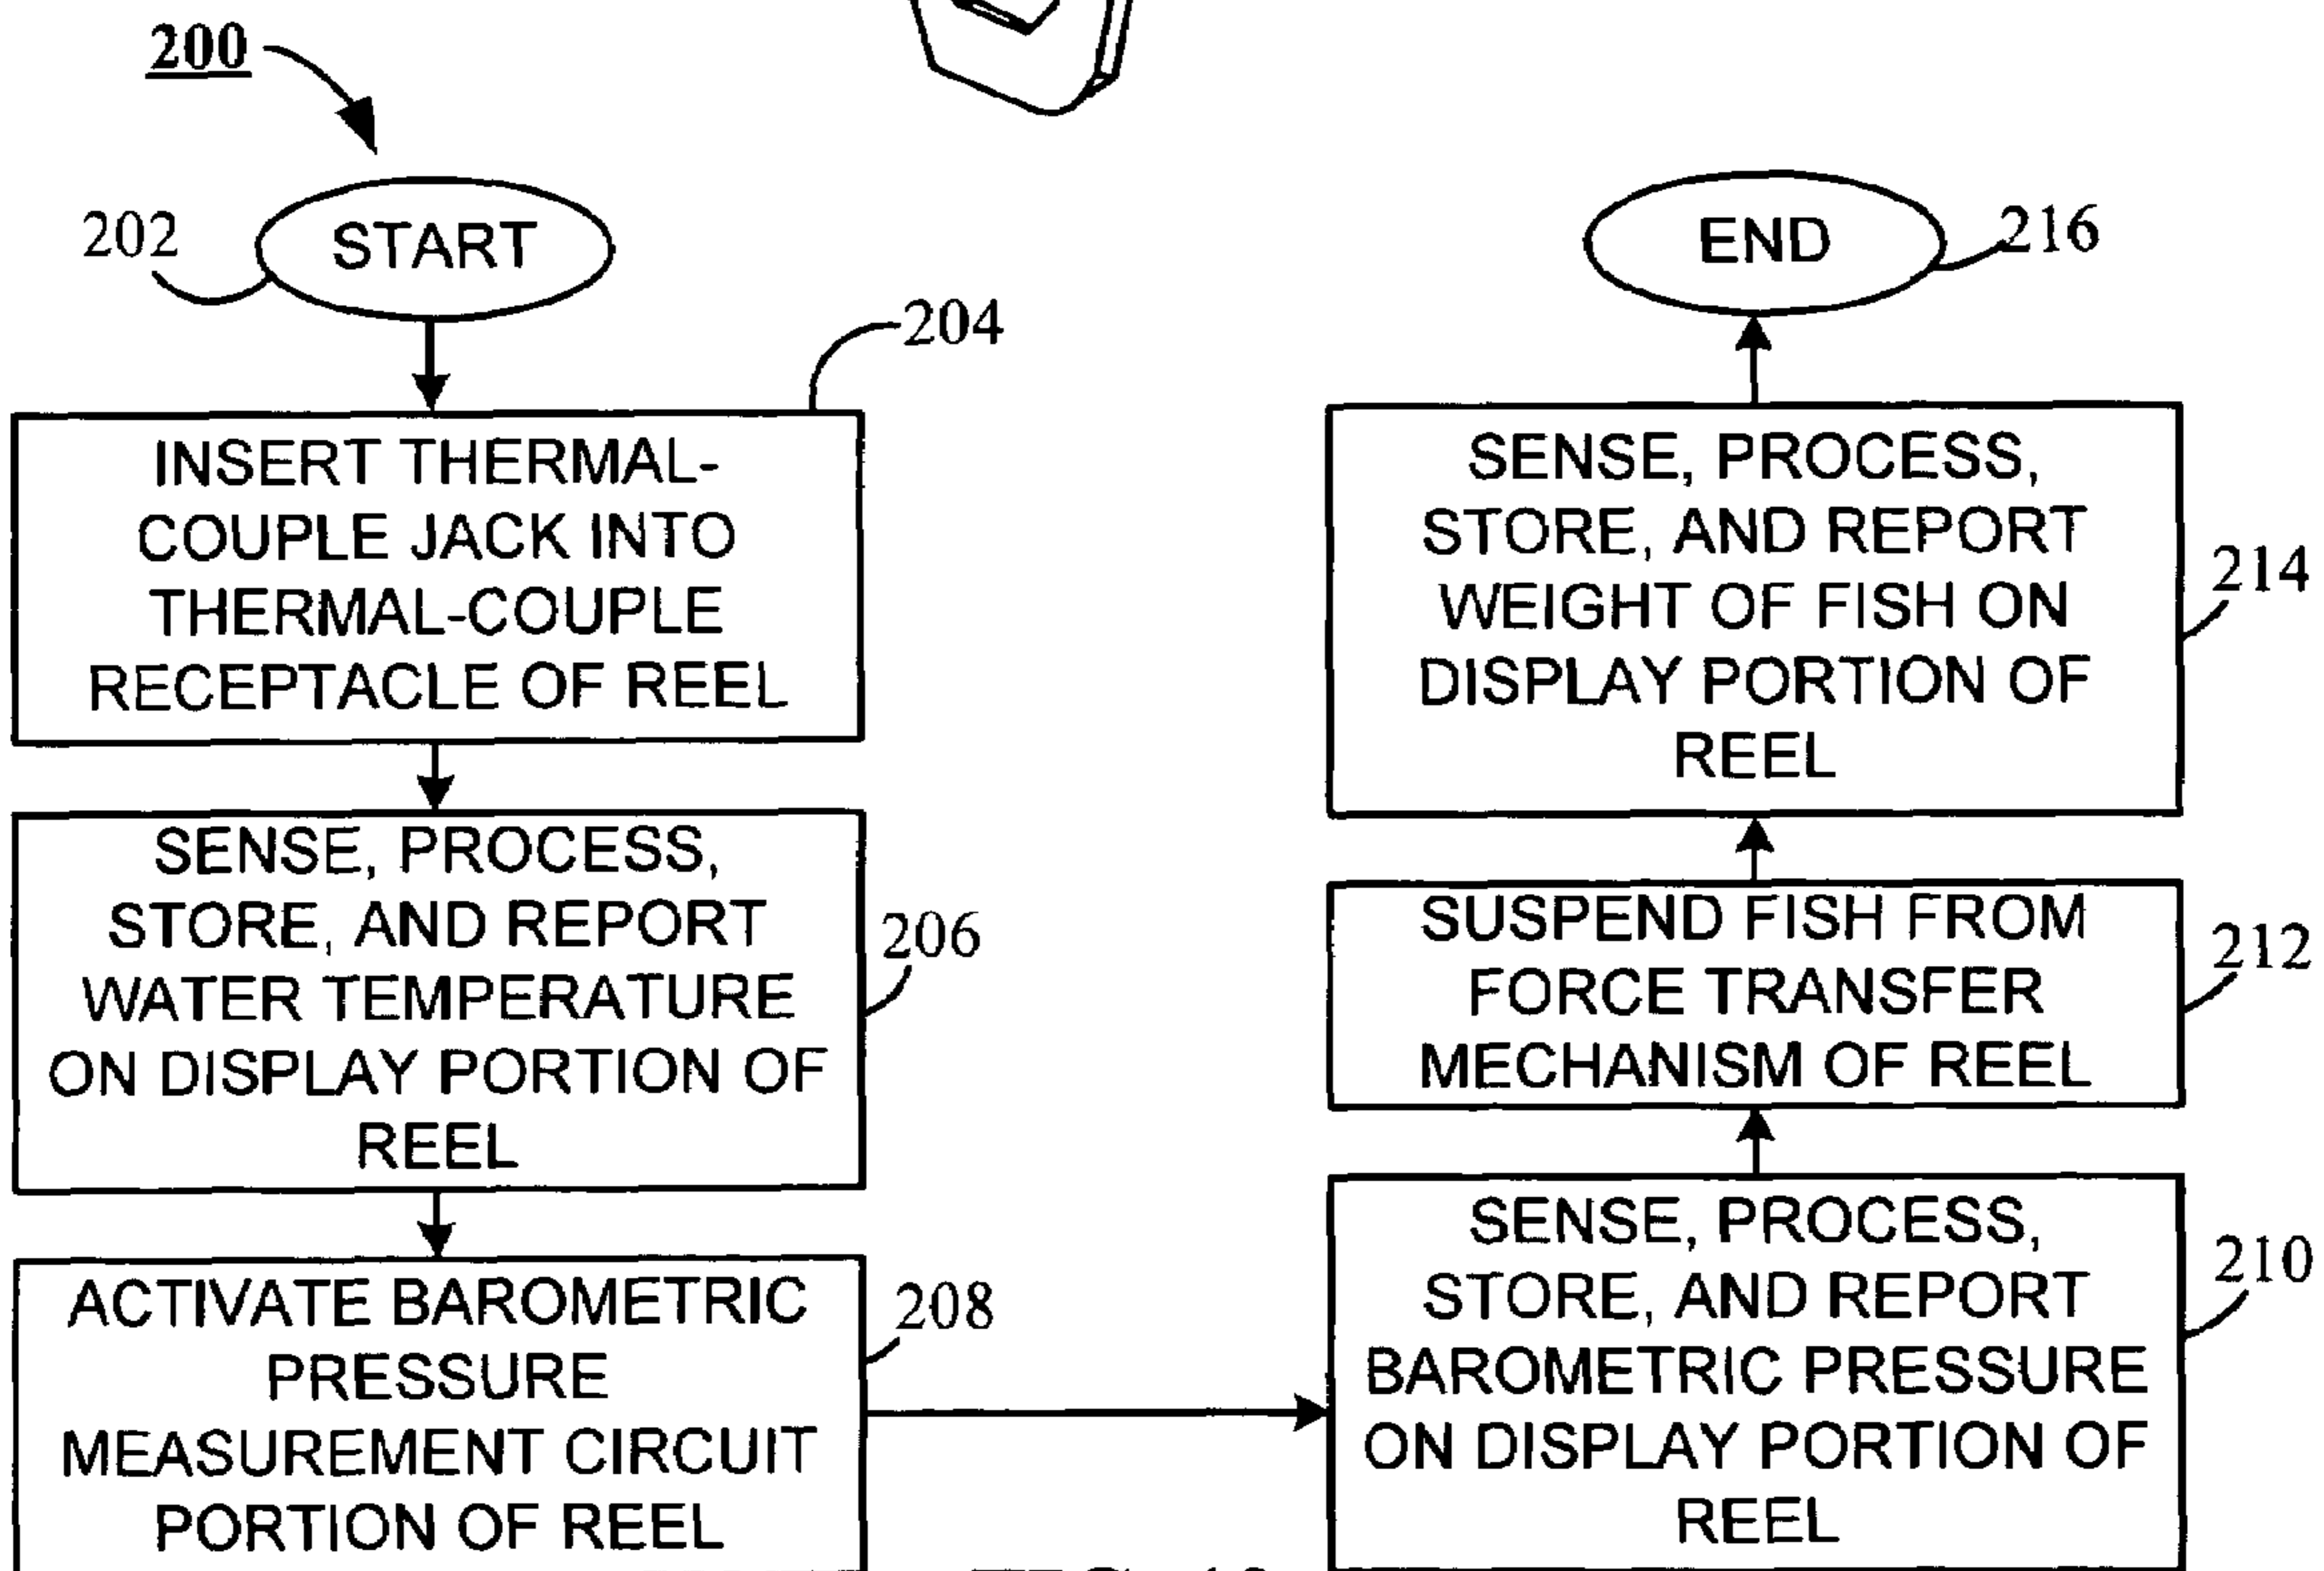 200
202
START
204
INSERT THERMAL-
COUPLE JACK INTO
THERMAL-COUPLE
RECEPTACLE OF REEL
SENSE, PROCESS,
STORE, AND REPORT
WATER TEMPERATURE
ON DISPLAY PORTION OF
REEL
206
ACTIVATE BAROMETRIC
PRESSURE
MEASUREMENT CIRCUIT
PORTION OF REEL
208
SENSE, PROCESS,
STORE, AND REPORT
BAROMETRIC PRESSURE
ON DISPLAY PORTION OF
REEL
210
SUSPEND FISH FROM
FORCE TRANSFER
MECHANISM OF REEL
212
SENSE, PROCESS,
STORE, AND REPORT
WEIGHT OF FISH ON
DISPLAY PORTION OF
REEL
214
END
216